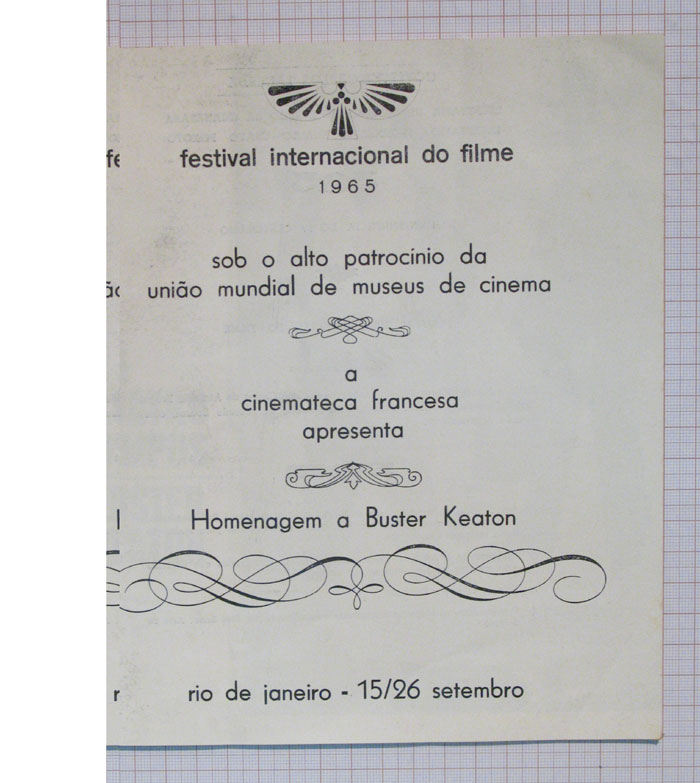 festival internacional do filme
1965
sob o alto patrocínio da
união mundial de museus de cinema
a
cinemateca francesa
apresenta
Homenagem a Buster Keaton
rio de janeiro - 15/26 setembro